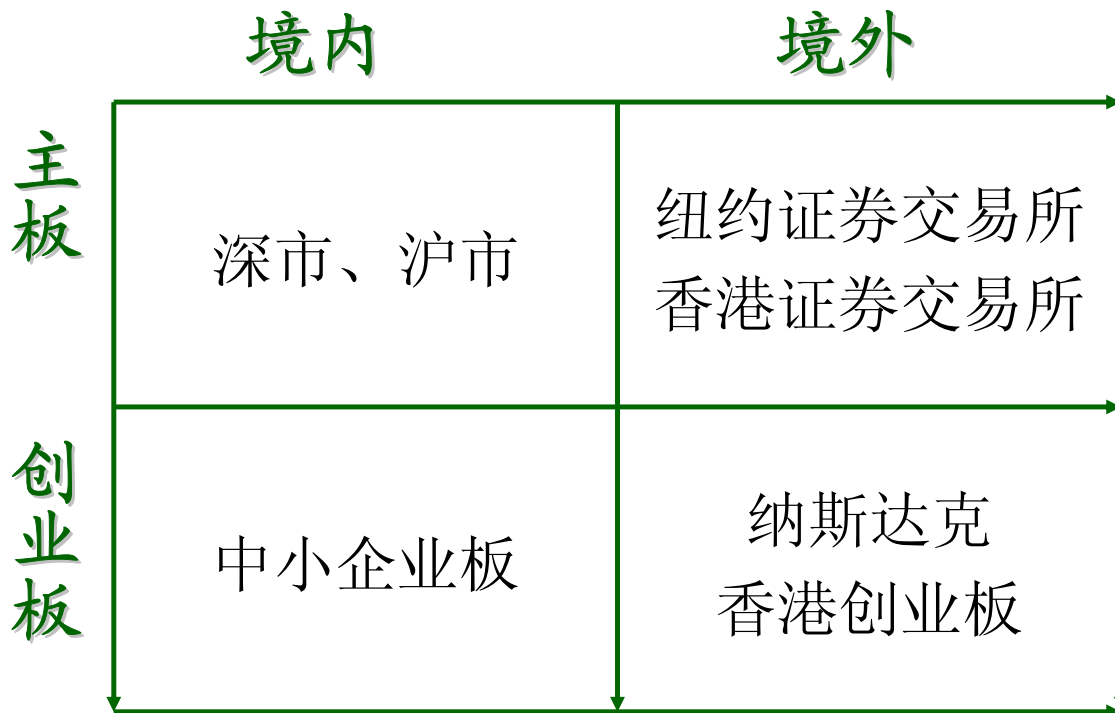 境内
境外
主板
深市、沪市
纽约证券交易所
香港证券交易所
创业板
中小企业板
纳斯达克
香港创业板